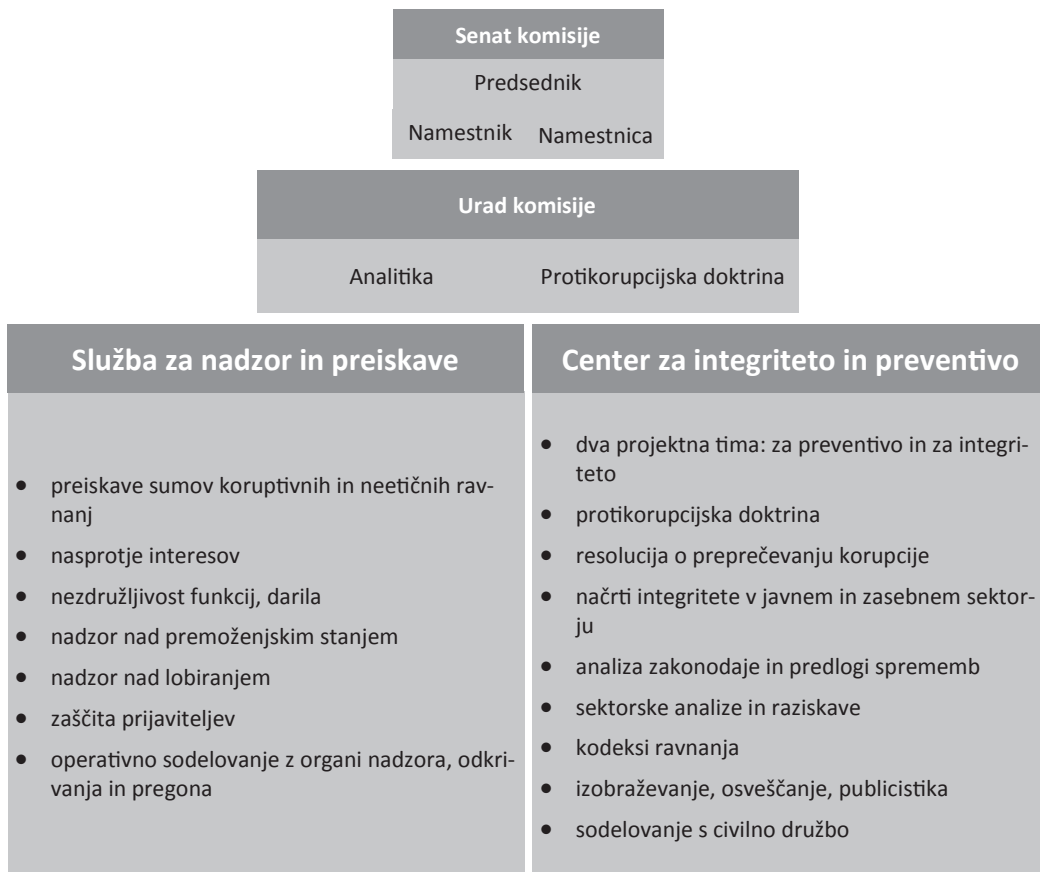 Senat komisije
Predsednik
Namestnik Namestnica
Urad komisije
Analitika Protikorupcijska doktrina
Služba za nadzor in preiskave
• preiskave sumov koruptivnih in neetičnih rav-
nanj
• nasprotje interesov
• nezdružljivost funkcij, darila
• nadzor nad premoženjskim stanjem
• nadzor nad lobiranjem
• zaščita prijaviteljev
• operativno sodelovanje z organi nadzora, odkri-
vanja in pregona
Center za integriteto in preventivo
• dva projektna tima: za preventivo in za integri-
teto
• protikorupcijska doktrina
• resolucija o preprečevanju korupcije
• načrti integritete v javnem in zasebnem sektor-
ju
• analiza zakonodaje in predlogi sprememb
• sektorske analize in raziskave
• kodeksi ravnanja
• izobraževanje, osveščanje, publicistika
• sodelovanje s civilno družbo